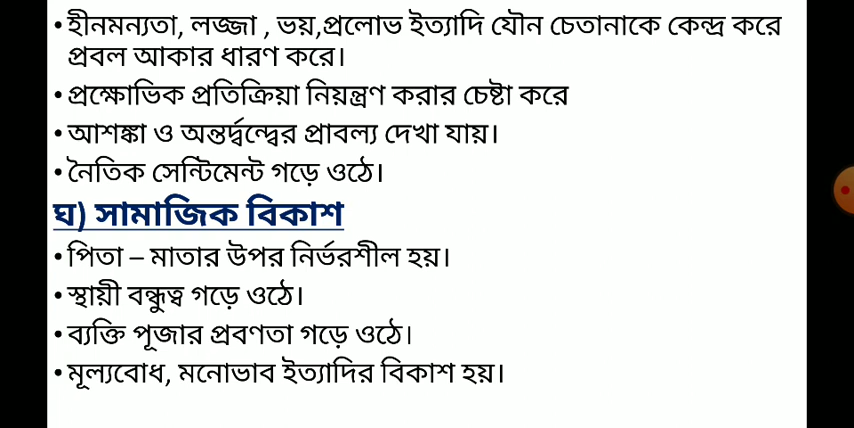 • হীনমন্যতা, লজ্জা , ভয়,প্রলোভ ইত্যাদি যৌন চেতানাকে কেন্দ্র করে
প্রবল আকার ধারণ করে।
• প্রক্ষোভিক প্রতিক্রিয়া নিয়ন্ত্রণ করার চেষ্টা করে
• আশঙ্কা ও অন্তর্দ্বন্দ্বের প্রাবল্য দেখা যায়।
• নৈতিক সেন্টিমেন্ট গড়ে ওঠে।
ঘ) সামাজিক বিকাশ
• পিতা – মাতার উপর নির্ভরশীল হয়।
• স্থায়ী বন্ধুত্ব গড়ে ওঠে।
• ব্যক্তি পূজার প্রবণতা গড়ে ওঠে।
• মূল্যবোধ, মনোভাব ইত্যাদির বিকাশ হয়।